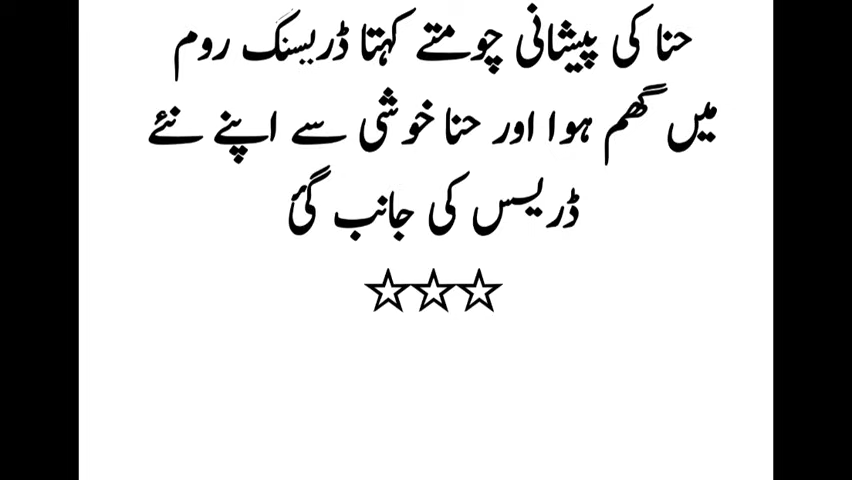 حنا کی پیشانی چومتے کہتا ڈریسنگ روم
میں گھم ہوا اور حنا خوشی سے اپنے نئے
ڈریس کی جانب گئ
☆☆☆